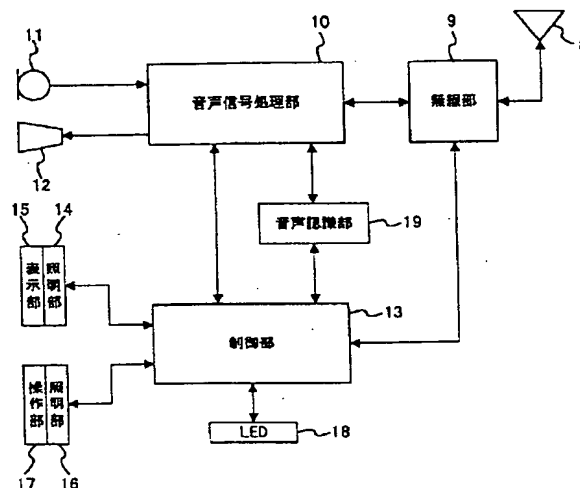 11
10
9
音声信号処理部
無線部
12
15 14
音声認識部
19
表示部
照明部
13
制御部
操作部
照明部
LED
18
17 16